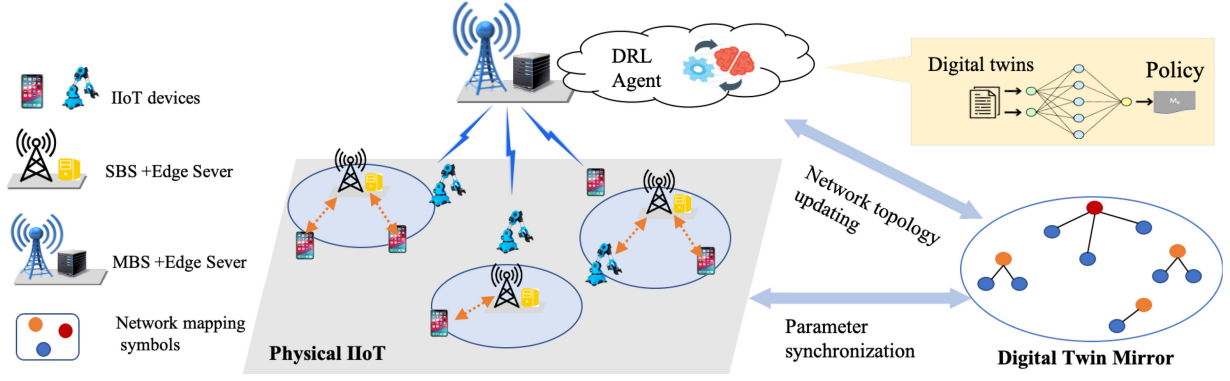 IIoT devices
SBS +Edge Sever
MBS +Edge Sever
Network mapping
symbols
DRL
Agent
Digital twins
Policy
Network topology
updating
Physical IIoT
Parameter
synchronization
Digital Twin Mirror